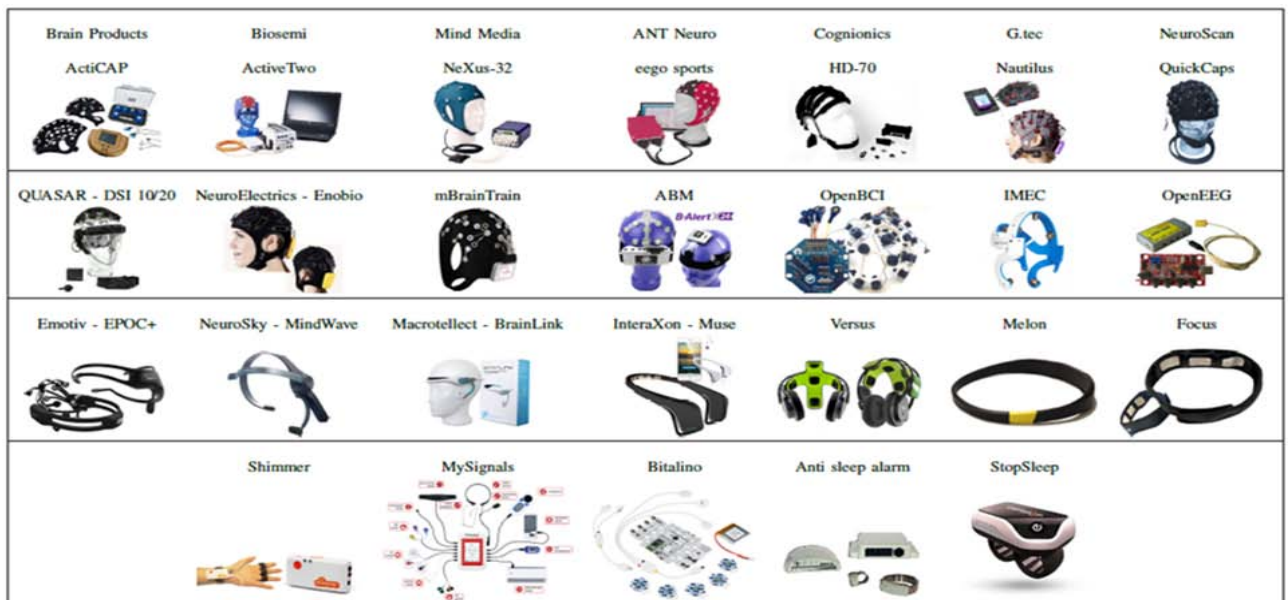 Brain Products Biosemi Mind Media ANT Neuro Cognionics G.tec NeuroScan
ActiCAP ActiveTwo NeXus-32 eego sports HD-70 Nautilus QuickCaps
QUASAR - DSI 10/20 NeuroElectrics - Enobio mBrainTrain ABM OpenBCI IMEC OpenEEG
B-Alert X24
Emotiv - EPOC+ NeuroSky - MindWave Macrotellect - BrainLink InteraXon - Muse Versus Melon Focus
Shimmer MySignals Bitalino Anti sleep alarm StopSleep